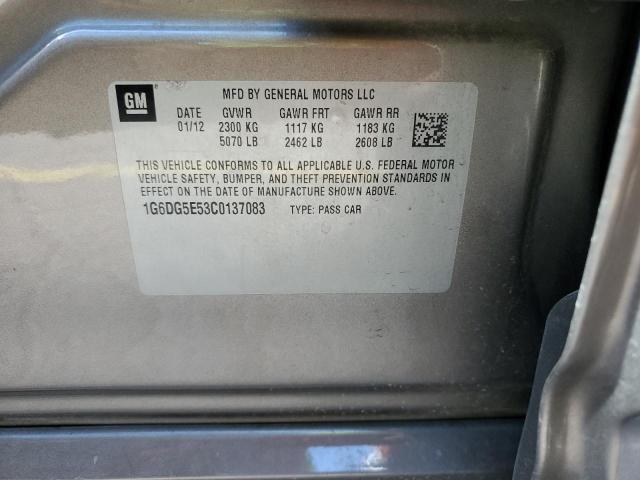 GM
MFD BY GENERAL MOTORS LLC
DATE GVWR GAWR FRT GAWR RR
01/12 2300 KG 1117 KG 1183 KG
5070 LB 2462 LB 2608 LB
THIS VEHICLE CONFORMS TO ALL APPLICABLE U.S. FEDERAL MOTOR
VEHICLE SAFETY, BUMPER, AND THEFT PREVENTION STANDARDS IN
EFFECT ON THE DATE OF MANUFACTURE SHOWN ABOVE.
1G6DG5E53C0137083 TYPE: PASS CAR